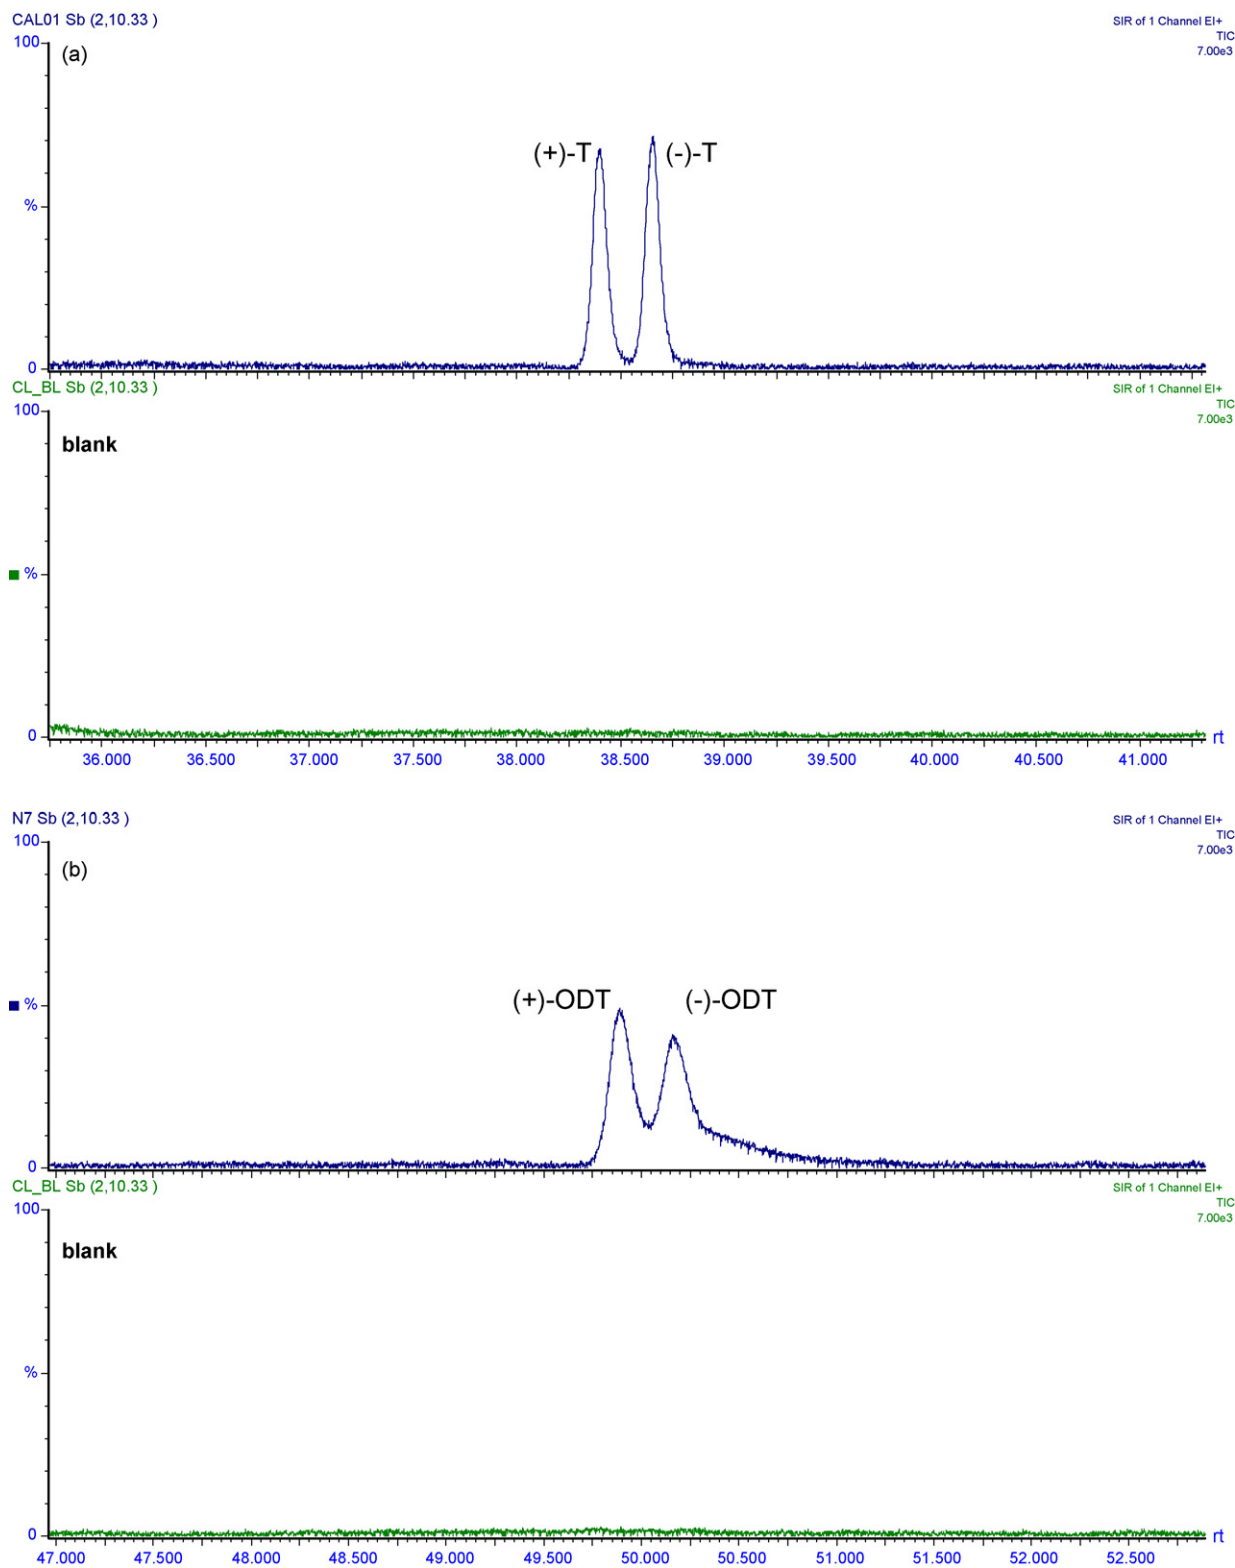 CAL01 Sb (2,10.33 )
SIR of 1 Channel EI+
TIC
7.00e3
100
(a)
(+)-T
(-)-T
%
0
CL_BL Sb (2,10.33 )
SIR of 1 Channel EI+
TIC
7.00e3
100
blank
%
0
rt
36.000 36.500 37.000 37.500 38.000 38.500 39.000 39.500 40.000 40.500 41.000
N7 Sb (2,10.33 )
SIR of 1 Channel EI+
TIC
7.00e3
100
(b)
(+)-ODT
(-)-ODT
%
0
CL_BL Sb (2,10.33 )
SIR of 1 Channel EI+
TIC
7.00e3
100
blank
%
0
rt
47.000 47.500 48.000 48.500 49.000 49.500 50.000 50.500 51.000 51.500 52.000 52.500